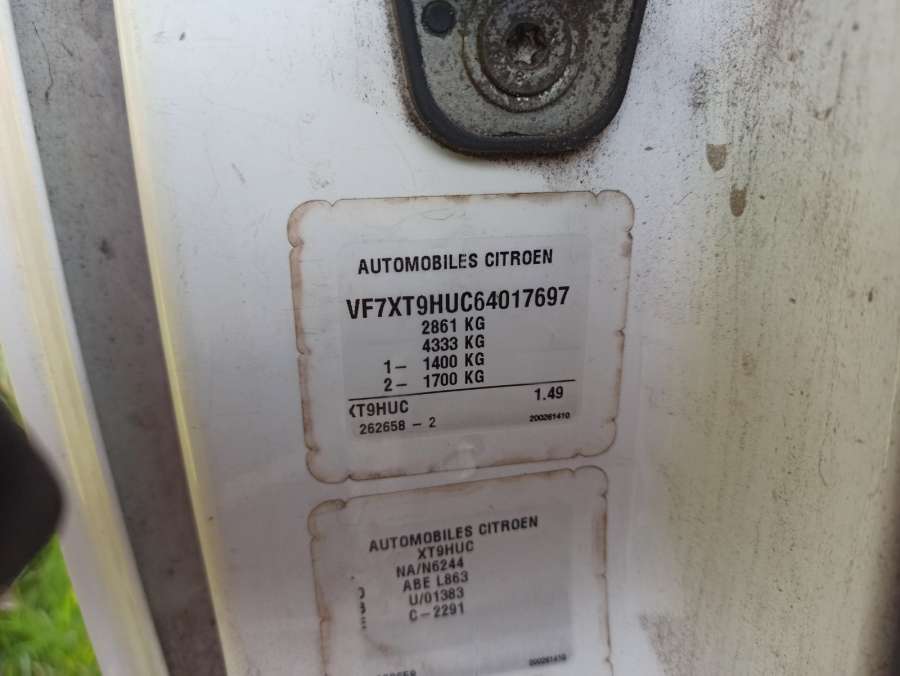 AUTOMOBILES CITROEN
VF7XT9HUC64017697
2861 KG
4333 KG
1- 1400 KG
2- 1700 KG
XT9HUC 1.49
262658 - 2 200261410
AUTOMOBILES CITROEN
XT9HUC
NA/N6244
ABE L863
U/01383
C-2291
200261410